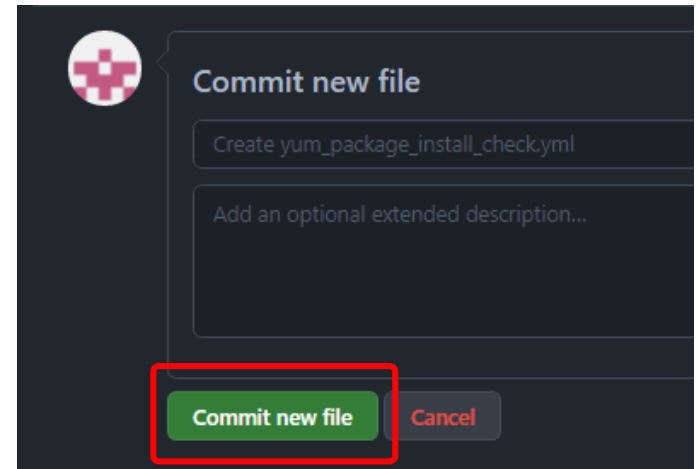 Commit new file
Create yum_package_install_check.yml
Add an optional extended description...
Commit new file
Cancel